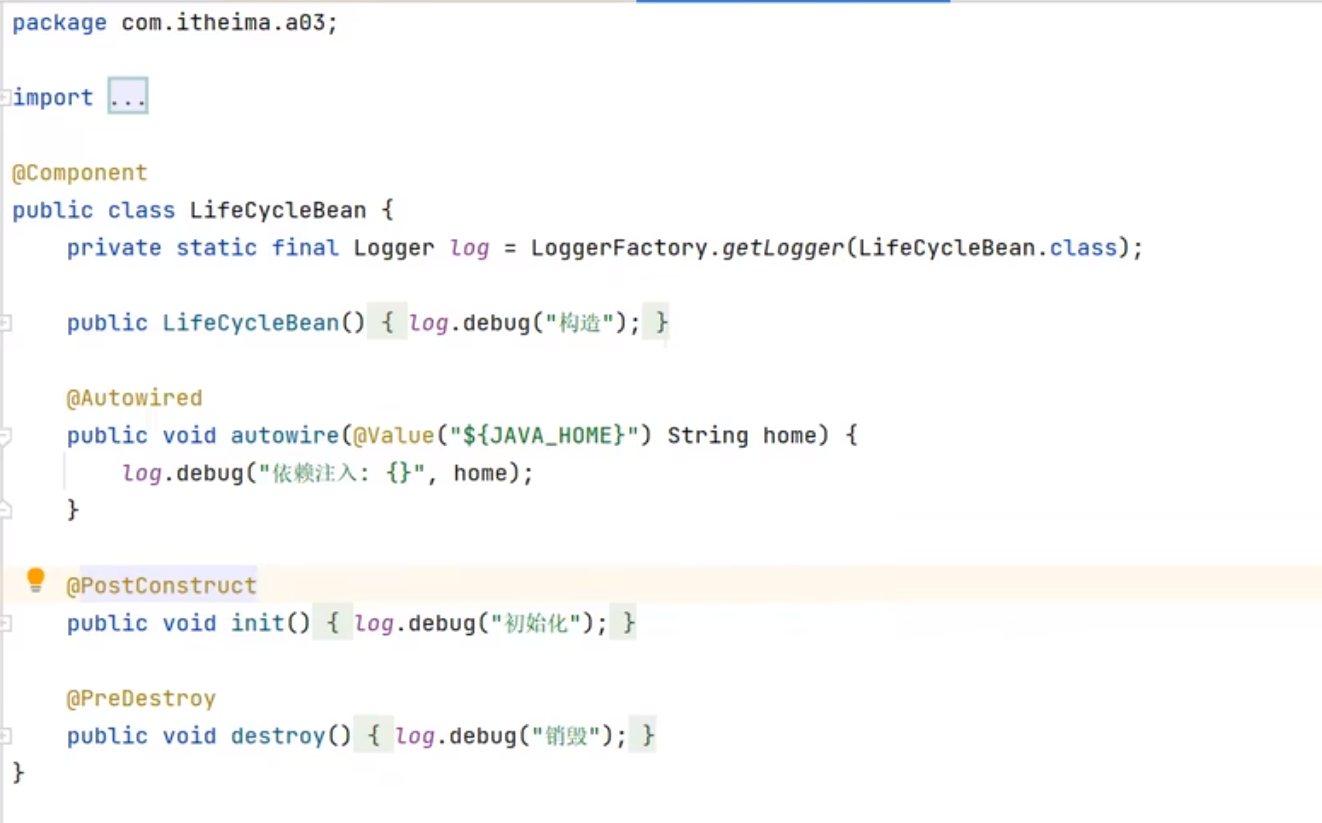 package com.itheima.a03;
import ...
@Component
public class LifeCycleBean {
private static final Logger log = LoggerFactory.getLogger(LifeCycleBean.class);
public LifeCycleBean() { log.debug("构造"); }
@Autowired
public void autowire(@Value("${JAVA_HOME}") String home) {
log.debug("依赖注入: {}", home);
}
@PostConstruct
public void init() { log.debug("初始化"); }
@PreDestroy
public void destroy() { log.debug("销毁"); }
}